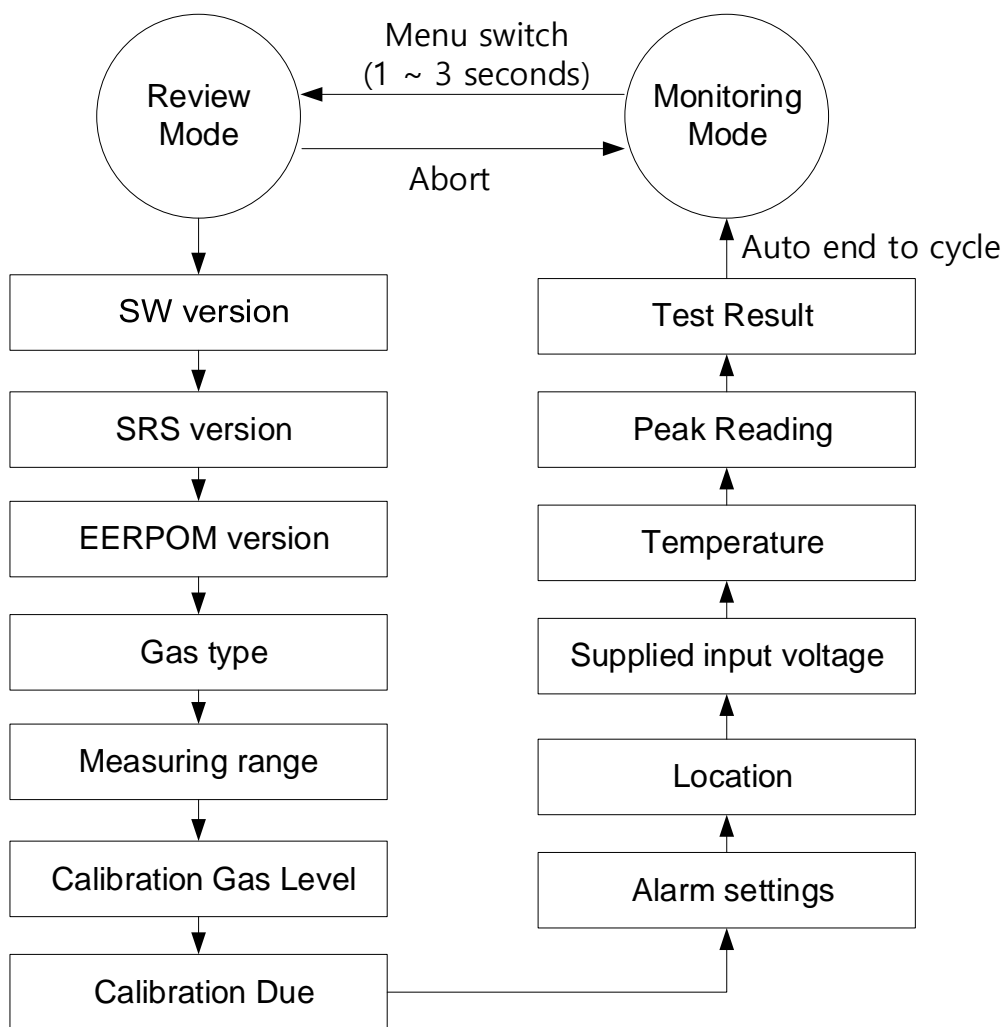 Menu switch
(1 ~ 3 seconds)
Review
Mode
Monitoring
Mode
Abort
Auto end to cycle
SW version
SRS version
EERPOM version
Gas type
Measuring range
Calibration Gas Level
Calibration Due
Test Result
Peak Reading
Temperature
Supplied input voltage
Location
Alarm settings